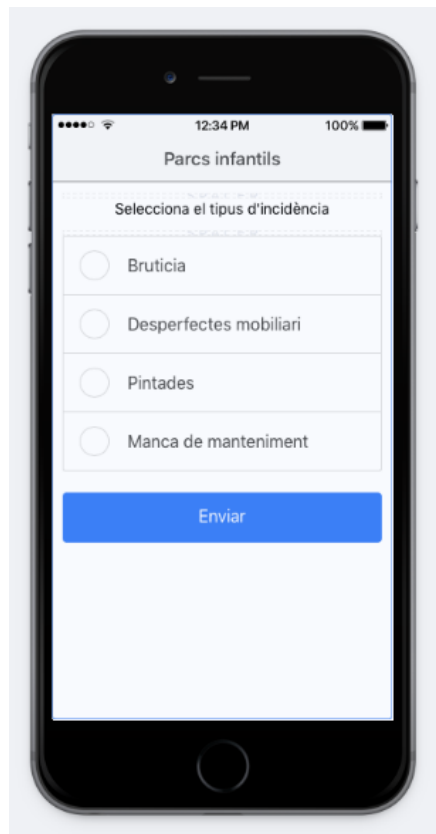 12:34 PM 100%
Parcs infantils
Selecciona el tipus d'incidència
Bruticia
Desperfectes mobiliari
Pintades
Manca de manteniment
Enviar